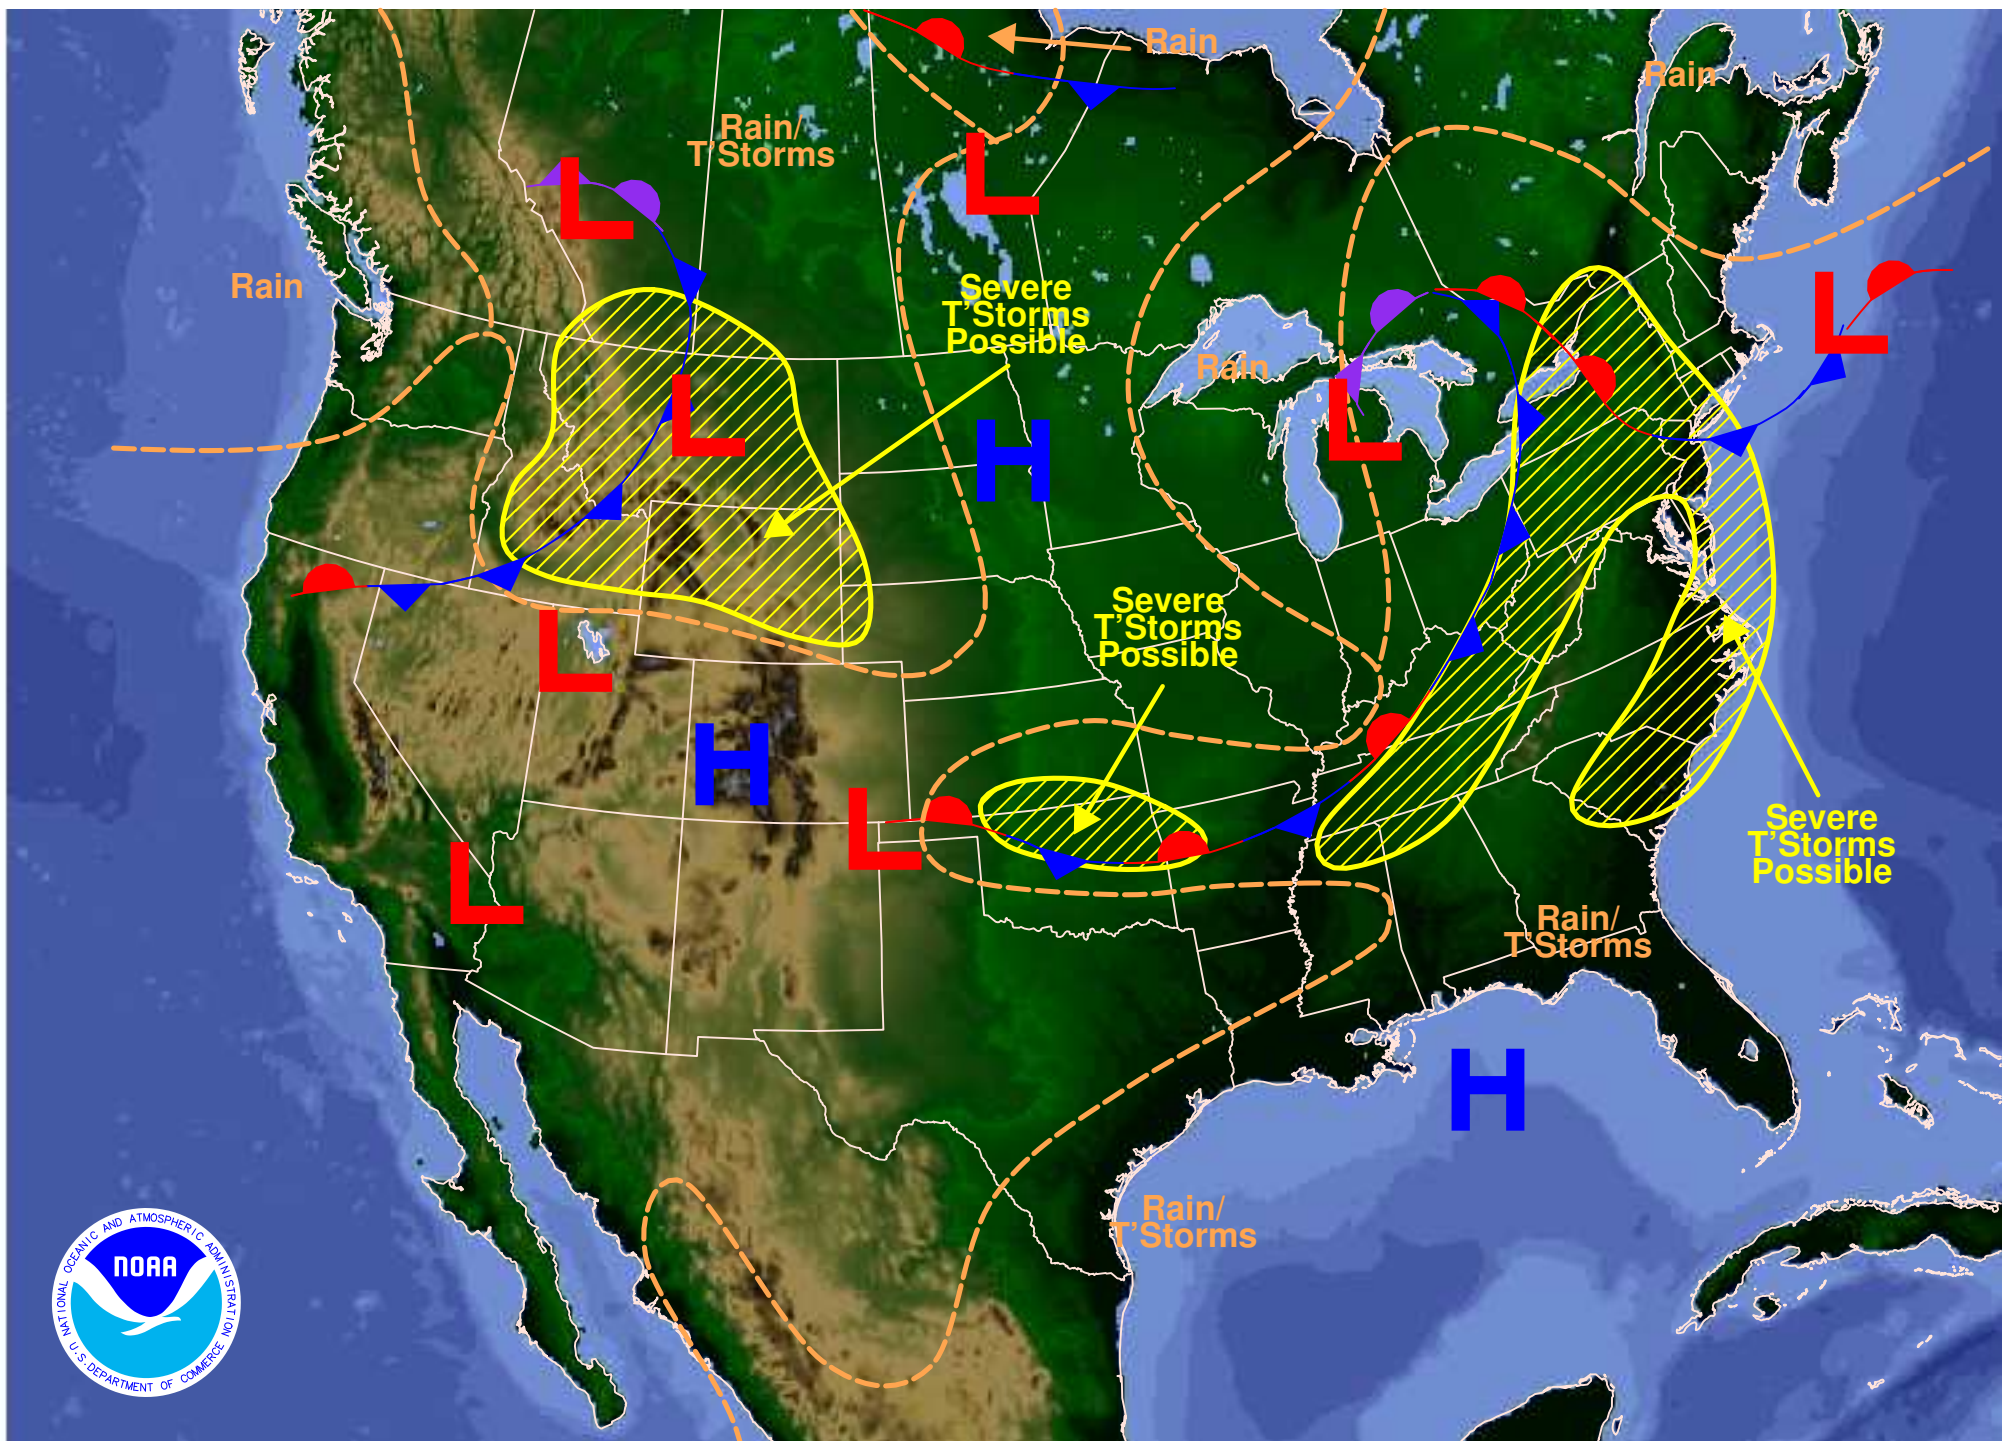 Rain
Rain
Rain/
T'Storms
L
L
Rain
Severe
T'Storms
Possible
L
Rain
L
H
L
Severe
T'Storms
Possible
L
H
L
L
Severe
T'Storms
Possible
Rain/
T'Storms
H
Rain/
T'Storms
NATIONAL OCEANIC AND ATMOSPHERIC ADMINISTRATION
NOAA
U.S. DEPARTMENT OF COMMERCE